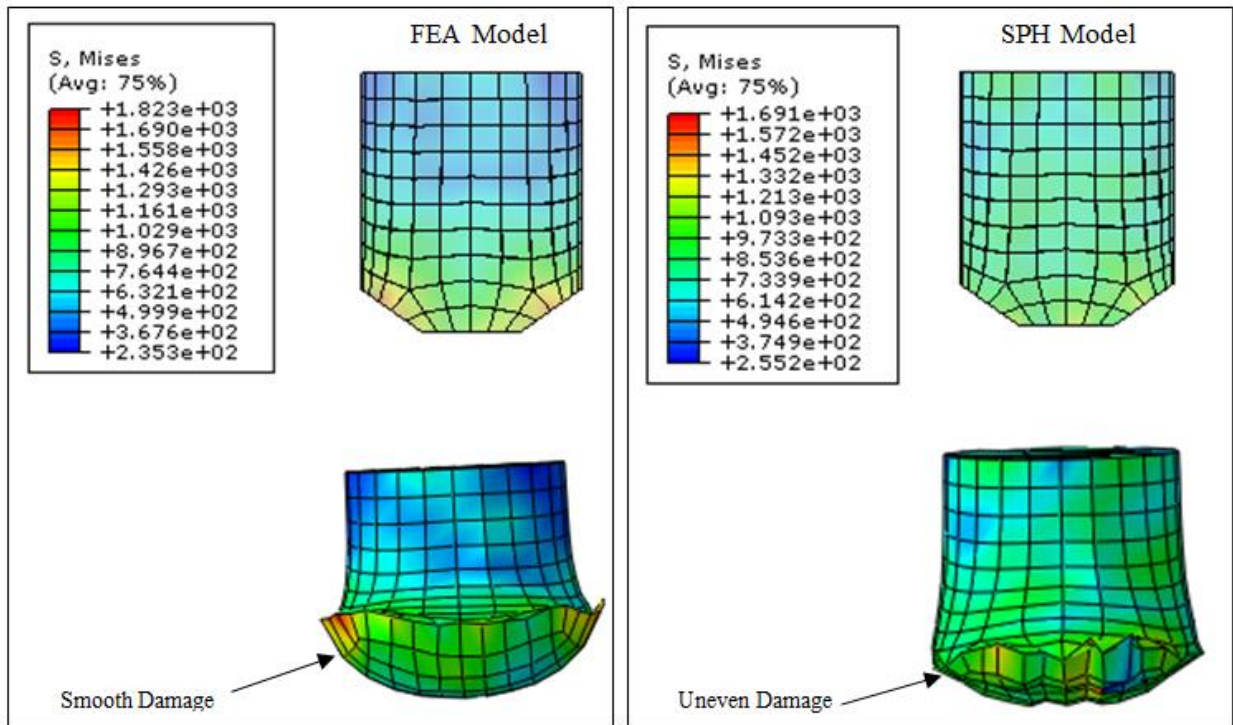 FEA Model
S, Mises
(Avg: 75%)
+1.823e+03
+1.690e+03
+1.558e+03
+1.426e+03
+1.293e+03
+1.161e+03
+1.029e+03
+8.967e+02
+7.644e+02
+6.321e+02
+4.999e+02
+3.676e+02
+2.353e+02
Smooth Damage
SPH Model
S, Mises
(Avg: 75%)
+1.691e+03
+1.572e+03
+1.452e+03
+1.332e+03
+1.213e+03
+1.093e+03
+9.733e+02
+8.536e+02
+7.339e+02
+6.142e+02
+4.946e+02
+3.749e+02
+2.552e+02
Uneven Damage